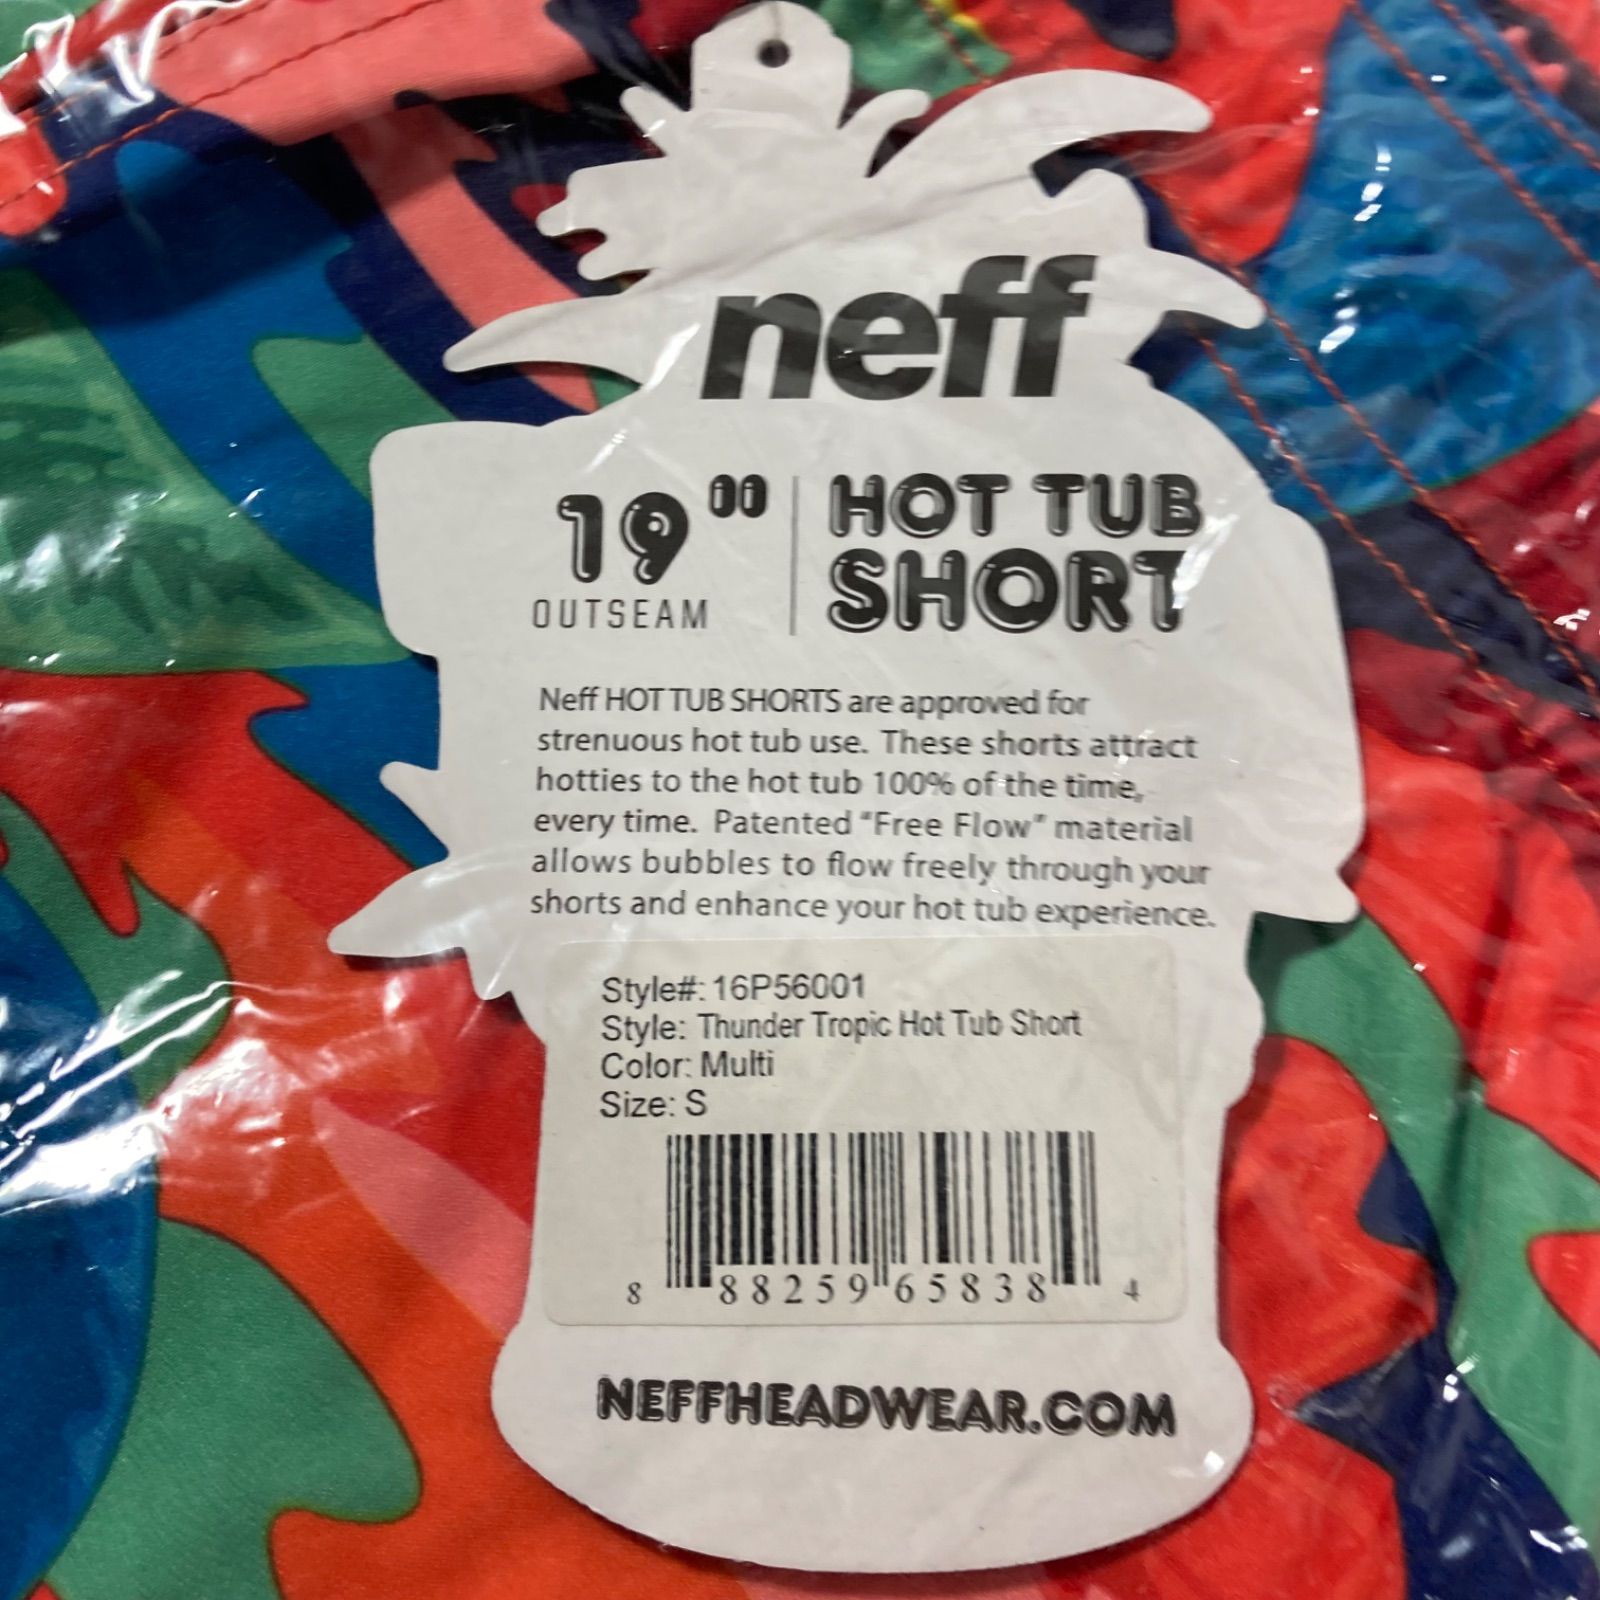 neff
19" OUTSEAM
HOT TUB
SHORT
Neff HOT TUB SHORTS are approved for
strenuous hot tub use. These shorts attract
hotties to the hot tub 100% of the time,
every time. Patented "Free Flow" material
allows bubbles to flow freely through your
shorts and enhance your hot tub experience.
Style#: 16P56001
Style: Thunder Tropic Hot Tub Short
Color: Multi
Size: S
8 88259 65838 4
NEFFHEADWEAR.COM